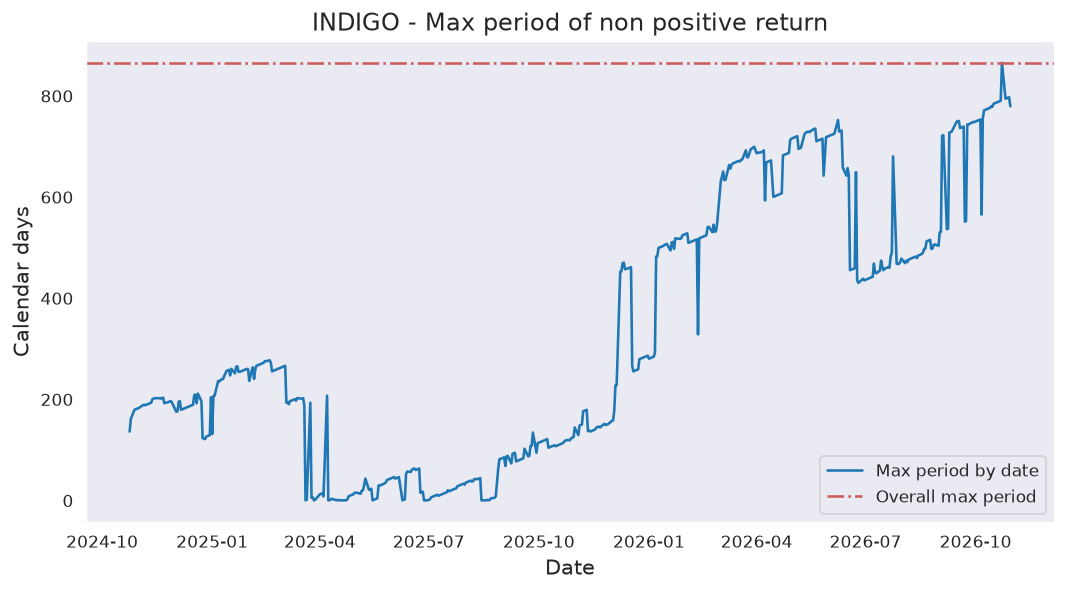 INDIGO - Max period of non positive return
Calendar days
800
600
400
200
0
Max period by date
Overall max period
2024-10 2025-01 2025-04 2025-07 2025-10 2026-01 2026-04 2026-07 2026-10
Date